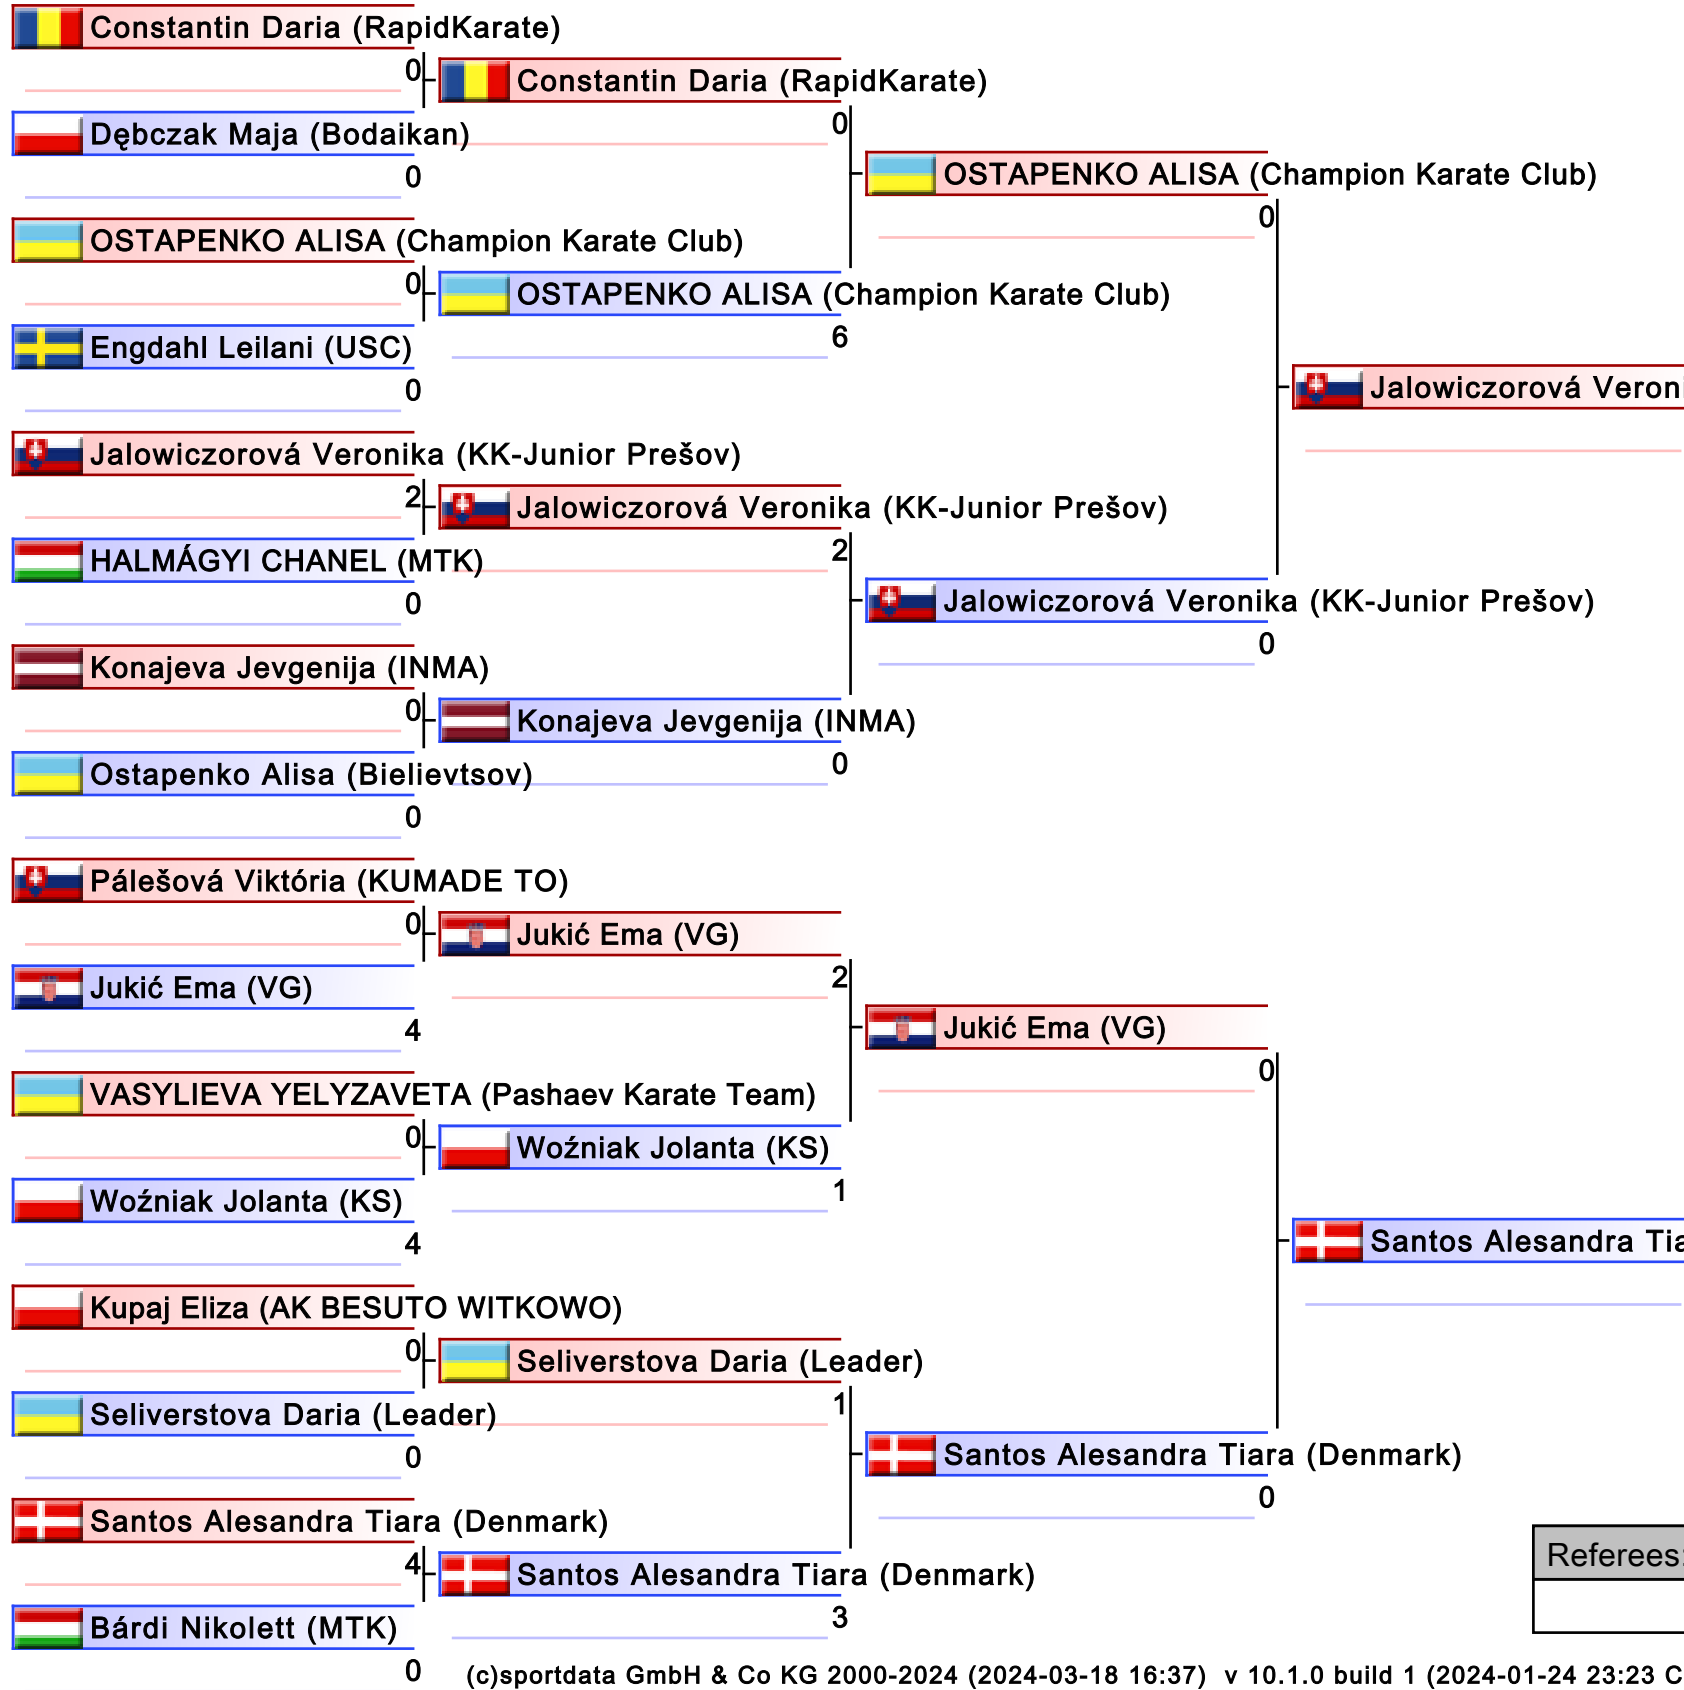 Constantin Daria (RapidKarate)
0
Constantin Daria (RapidKarate)
0
Dębczak Maja (Bodaikan)
0
OSTAPENKO ALISA (Champion Karate Club)
0
OSTAPENKO ALISA (Champion Karate Club)
0
OSTAPENKO ALISA (Champion Karate Club)
6
Engdahl Leilani (USC)
0
Jalowiczorová Veroni
Jalowiczorová Veronika (KK-Junior Prešov)
2
Jalowiczorová Veronika (KK-Junior Prešov)
2
HALMÁGYI CHANEL (MTK)
0
Jalowiczorová Veronika (KK-Junior Prešov)
0
Konajeva Jevgenija (INMA)
0
Konajeva Jevgenija (INMA)
0
Ostapenko Alisa (Bielievtsov)
0
Pálešová Viktória (KUMADE TO)
0
Jukić Ema (VG)
2
Jukić Ema (VG)
4
Jukić Ema (VG)
0
VASYLIEVA YELYZAVETA (Pashaev Karate Team)
0
Woźniak Jolanta (KS)
1
Woźniak Jolanta (KS)
4
Santos Alesandra Tia
Kupaj Eliza (AK BESUTO WITKOWO)
0
Seliverstova Daria (Leader)
1
Seliverstova Daria (Leader)
0
Santos Alesandra Tiara (Denmark)
0
Santos Alesandra Tiara (Denmark)
4
Santos Alesandra Tiara (Denmark)
3
Referees:
Bárdi Nikolett (MTK)
0
(c)sportdata GmbH & Co KG 2000-2024 (2024-03-18 16:37) v 10.1.0 build 1 (2024-01-24 23:23 C